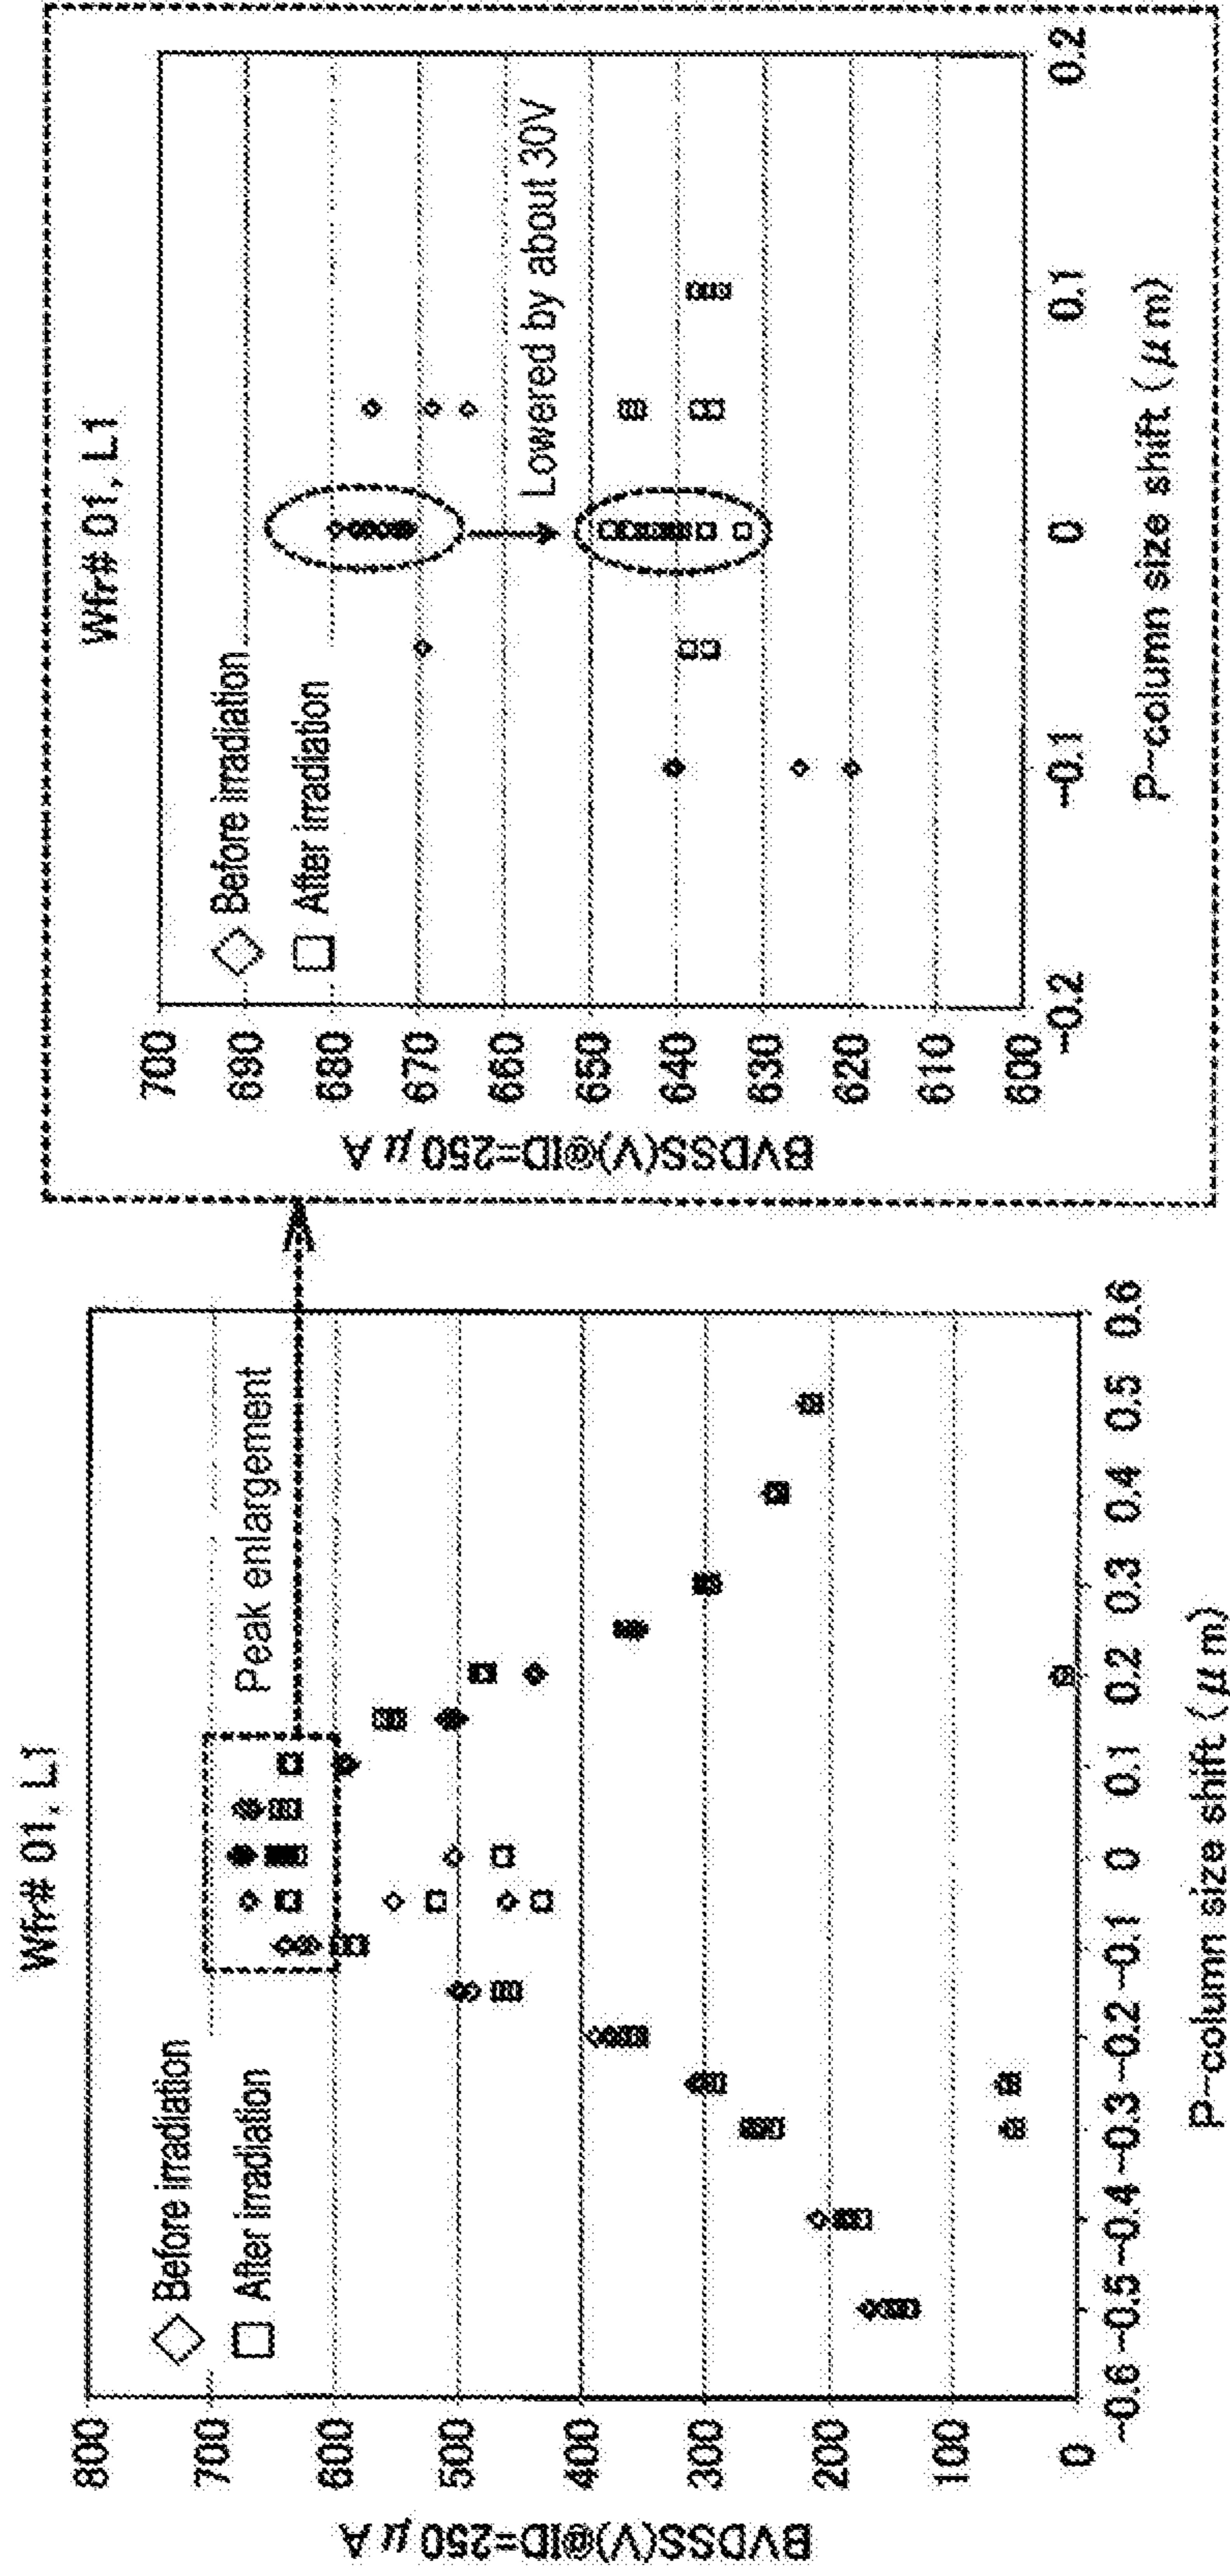 Wfr# 01, L1
◇ Before irradiation
□ After irradiation
Peak enlargement
800
700
600
500
400
300
200
100
0
BVDSS(V)@ID=250 μ A
-0.6 -0.5 -0.4 -0.3 -0.2 -0.1 0 0.1 0.2 0.3 0.4 0.5 0.6
P-column size shift (μ m)
Wfr# 01, L1
◇ Before irradiation
□ After irradiation
Lowered by about 30V
700
690
680
670
660
650
640
630
620
610
600
BVDSS(V)@ID=250 μ A
-0.2 -0.1 0 0.1 0.2
P-column size shift (μ m)